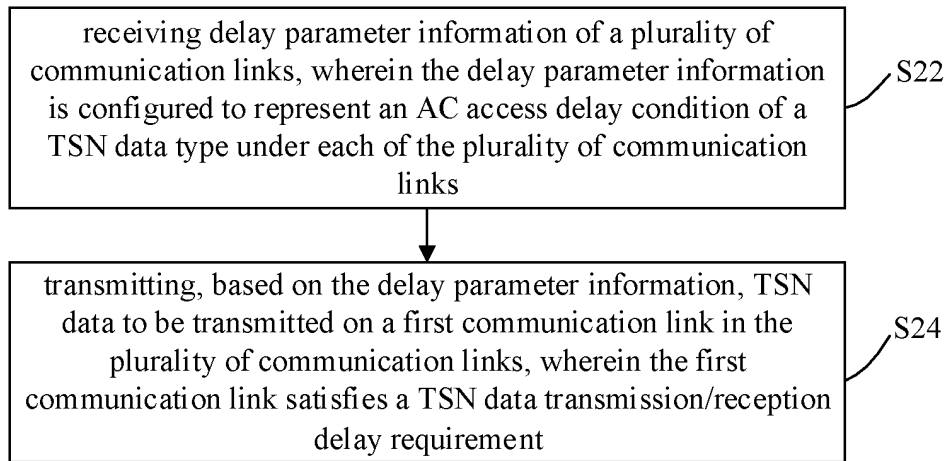 receiving delay parameter information of a plurality of
communication links, wherein the delay parameter information
is configured to represent an AC access delay condition of a
TSN data type under each of the plurality of communication
links
S22
transmitting, based on the delay parameter information, TSN
data to be transmitted on a first communication link in the
plurality of communication links, wherein the first
communication link satisfies a TSN data transmission/reception
delay requirement
S24